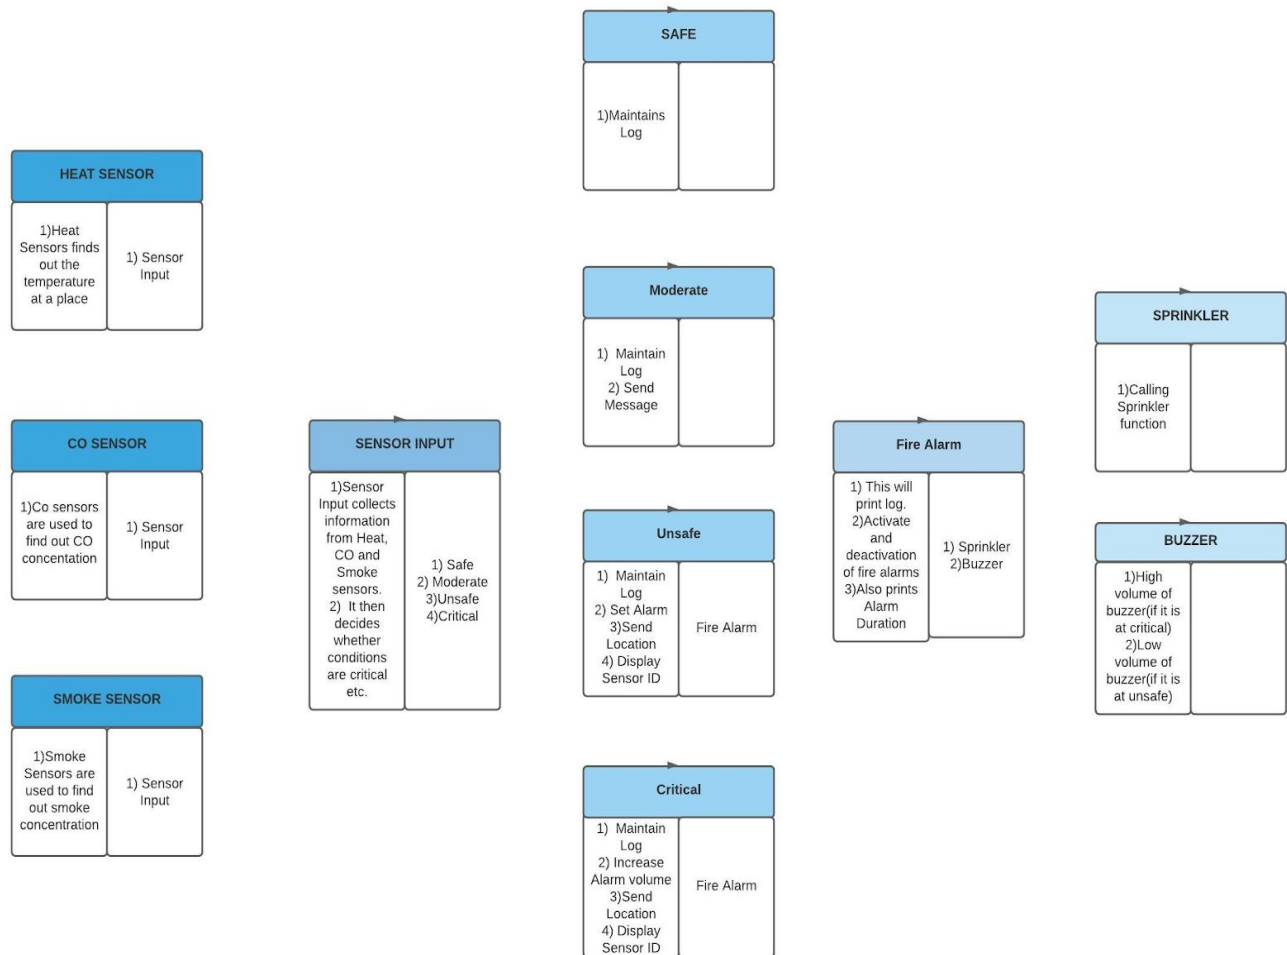 SAFE
1)Maintains
Log
HEAT SENSOR
1)Heat
Sensors finds
out the
temperature
at a place
1) Sensor
Input
Moderate
1) Maintain
Log
2) Send
Message
SPRINKLER
1)Calling
Sprinkler
function
CO SENSOR
1)Co sensors
are used to
find out CO
concentation
1) Sensor
Input
SENSOR INPUT
1)Sensor
Input collects
information
from Heat,
CO and
Smoke
sensors.
2) It then
decides
whether
conditions
are critical
etc.
1) Safe
2) Moderate
3)Unsafe
4)Critical
Fire Alarm
1) This will
print log.
2)Activate
and
deactivation
of fire alarms
3)Also prints
Alarm
Duration
1) Sprinkler
2)Buzzer
Unsafe
1) Maintain
Log
2) Set Alarm
3)Send
Location
4) Display
Sensor ID
Fire Alarm
BUZZER
1)High
volume of
buzzer(if it is
at critical)
2)Low
volume of
buzzer(if it is
at unsafe)
SMOKE SENSOR
1)Smoke
Sensors are
used to find
out smoke
concentration
1) Sensor
Input
Critical
1) Maintain
Log
2) Increase
Alarm volume
3)Send
Location
4) Display
Sensor ID
Fire Alarm